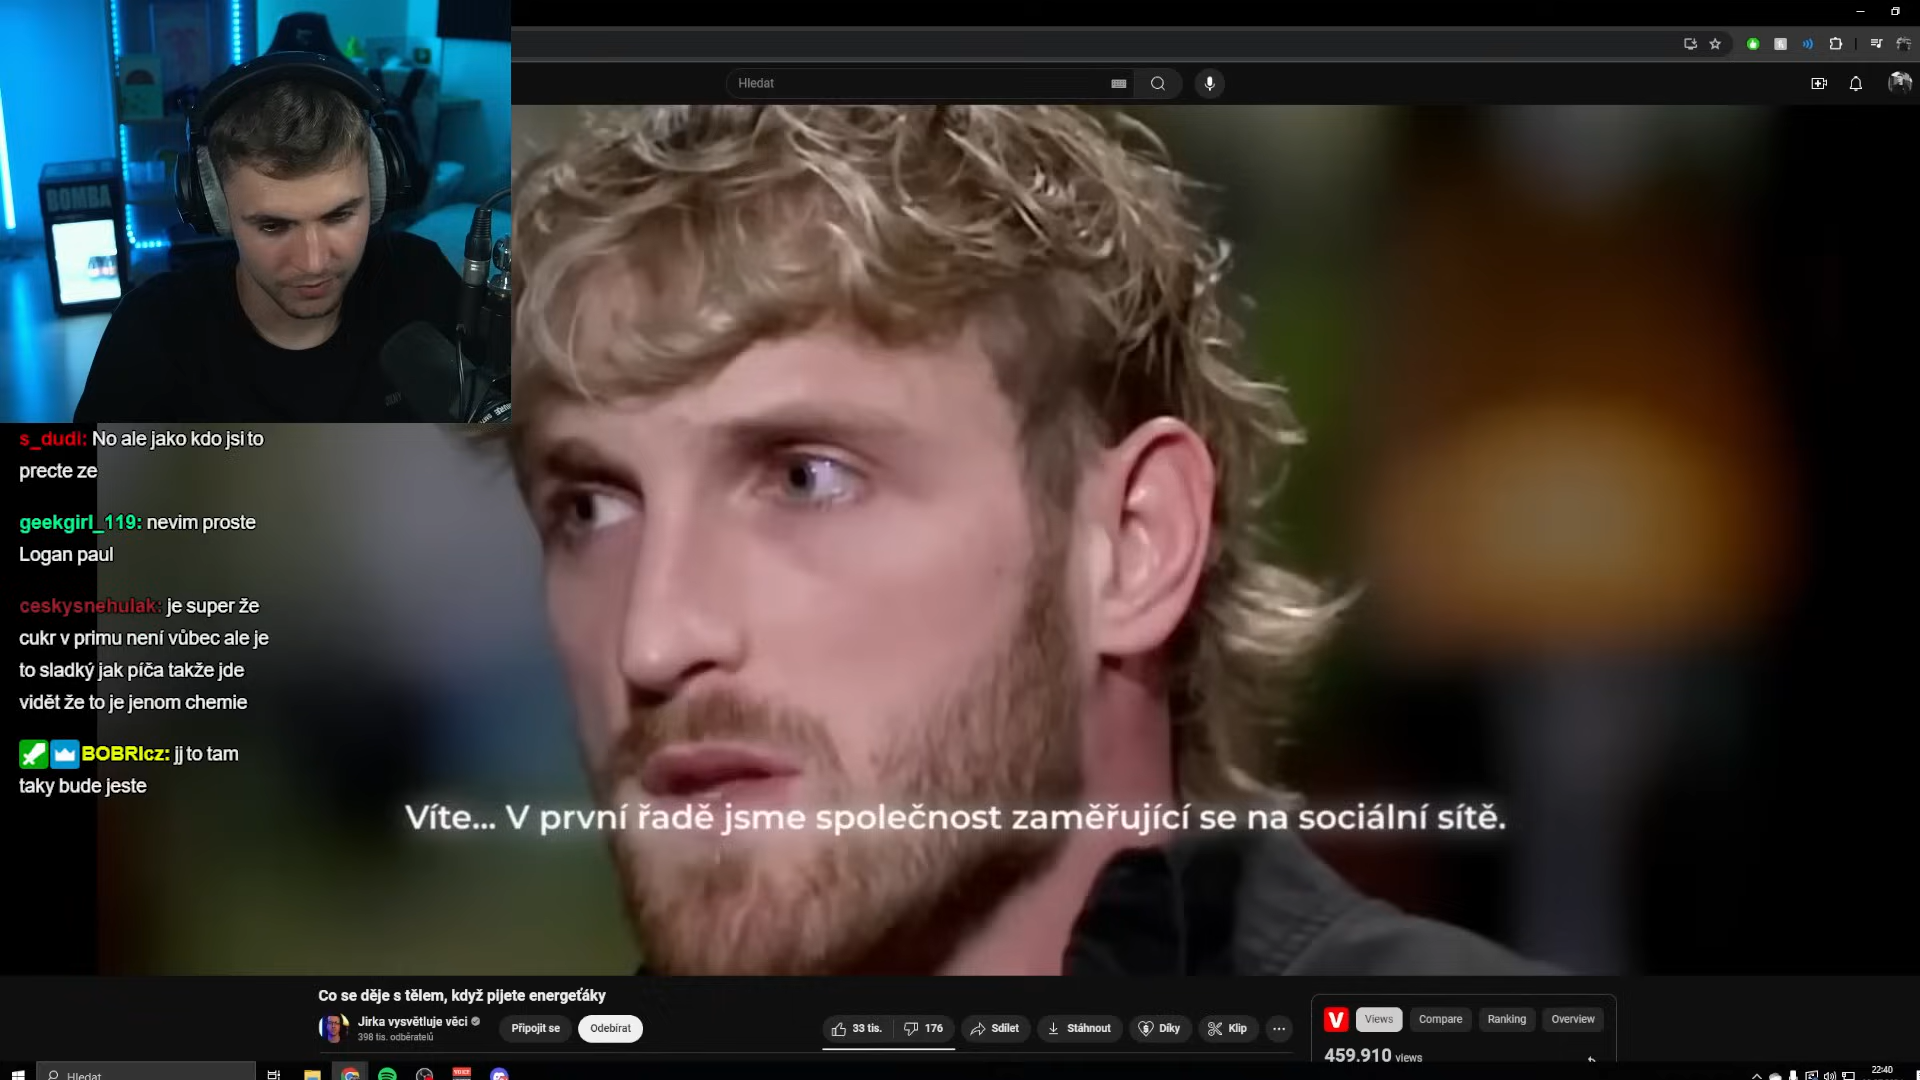 Hledat
BOMBA
s_dudi: No ale jako kdo jsi to
precte ze
geekgirl_119: nevim proste
Logan paul
ceskysnehulak: je super že
cukr v primu není vůbec ale je
to sladký jak píča takže jde
vidět že to je jenom chemie
BOBRIcz: jj to tam
taky bude jeste
Víte... V první řadě jsme společnost zaměřující se na sociální sítě.
Co se děje s tělem, když pijete energeťáky
Jirka vysvětluje věci
398 tis. odběratelů
Připojit se
Odebírat
33 tis.
176
Sdílet
Stáhnout
Díky
Klip
Views
Compare
Ranking
Overview
459.910 views
Hledat
22:40